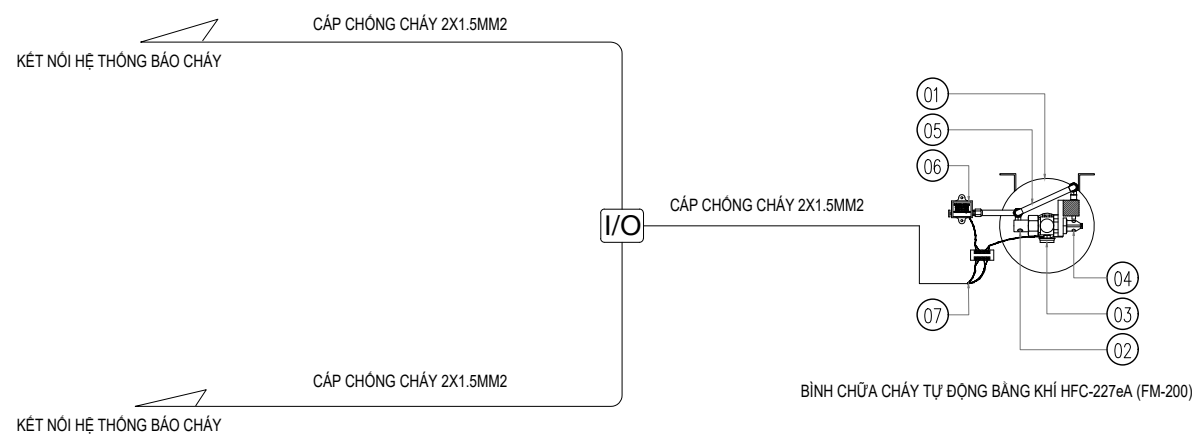 CÁP CHỐNG CHÁY 2X1.5MM2
KẾT NỐI HỆ THỐNG BÁO CHÁY
01
05
06
CÁP CHỐNG CHÁY 2X1.5MM2
I/O
04
07
03
02
CÁP CHỐNG CHÁY 2X1.5MM2
BÌNH CHỮA CHÁY TỰ ĐỘNG BẰNG KHÍ HFC-227eA (FM-200)
KẾT NỐI HỆ THỐNG BÁO CHÁY